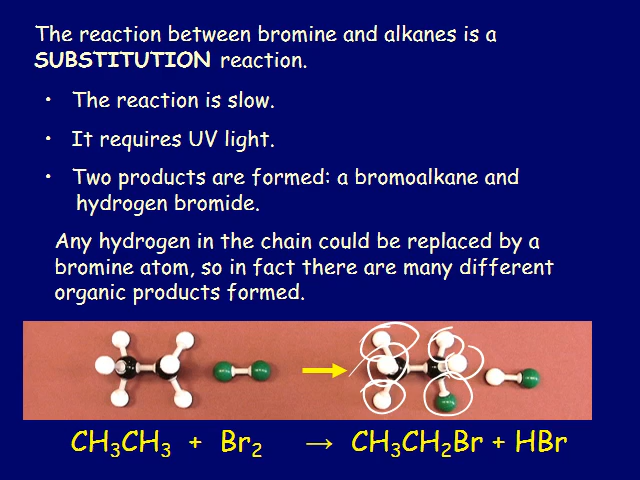 The reaction between bromine and alkanes is a
SUBSTITUTION reaction.
• The reaction is slow.
• It requires UV light.
• Two products are formed: a bromoalkane and
hydrogen bromide.
Any hydrogen in the chain could be replaced by a
bromine atom, so in fact there are many different
organic products formed.
CH₃CH₃ + Br₂ → CH₃CH₂Br + HBr